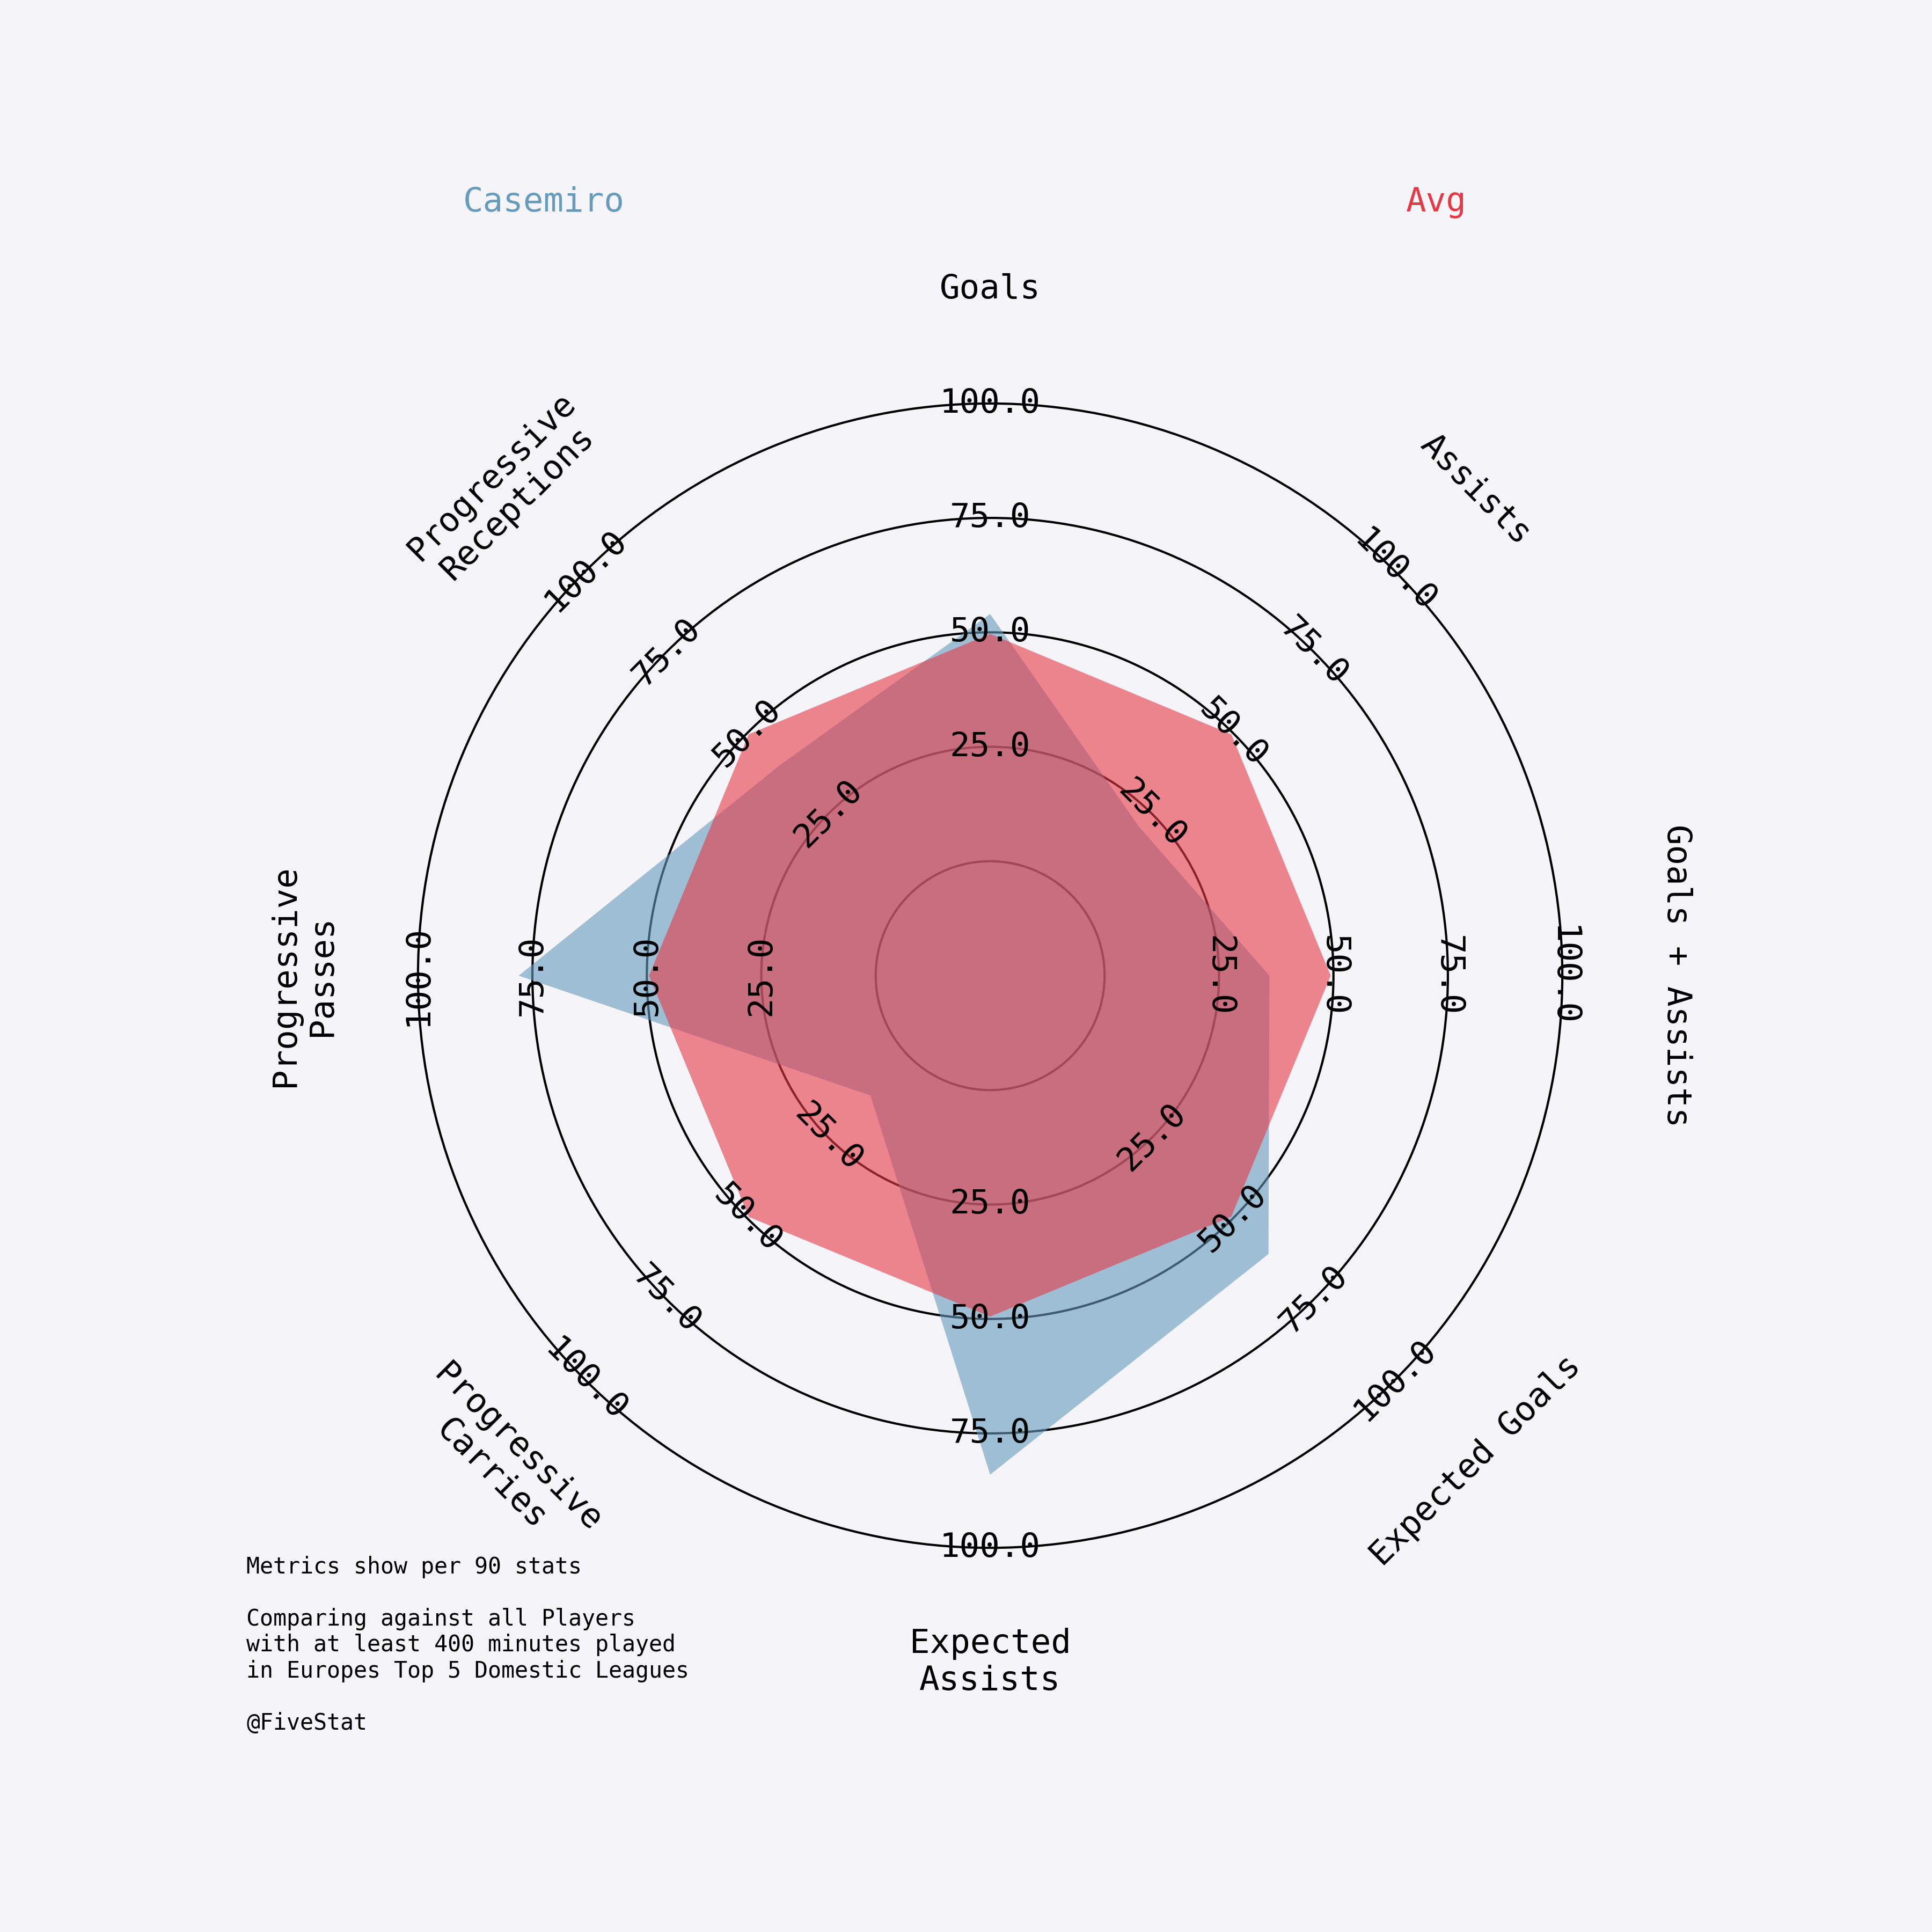 Casemiro
Avg
Goals
Assists
Goals + Assists
Expected Goals
Expected
Assists
Progressive
Carries
Progressive
Passes
Progressive
Receptions
25.0
50.0
75.0
100.0
25.0
50.0
75.0
100.0
25.0
50.0
75.0
100.0
25.0
50.0
75.0
100.0
25.0
50.0
75.0
100.0
25.0
50.0
75.0
100.0
25.0
50.0
75.0
100.0
25.0
50.0
75.0
100.0
Metrics show per 90 stats
Comparing against all Players
with at least 400 minutes played
in Europes Top 5 Domestic Leagues
@FiveStat